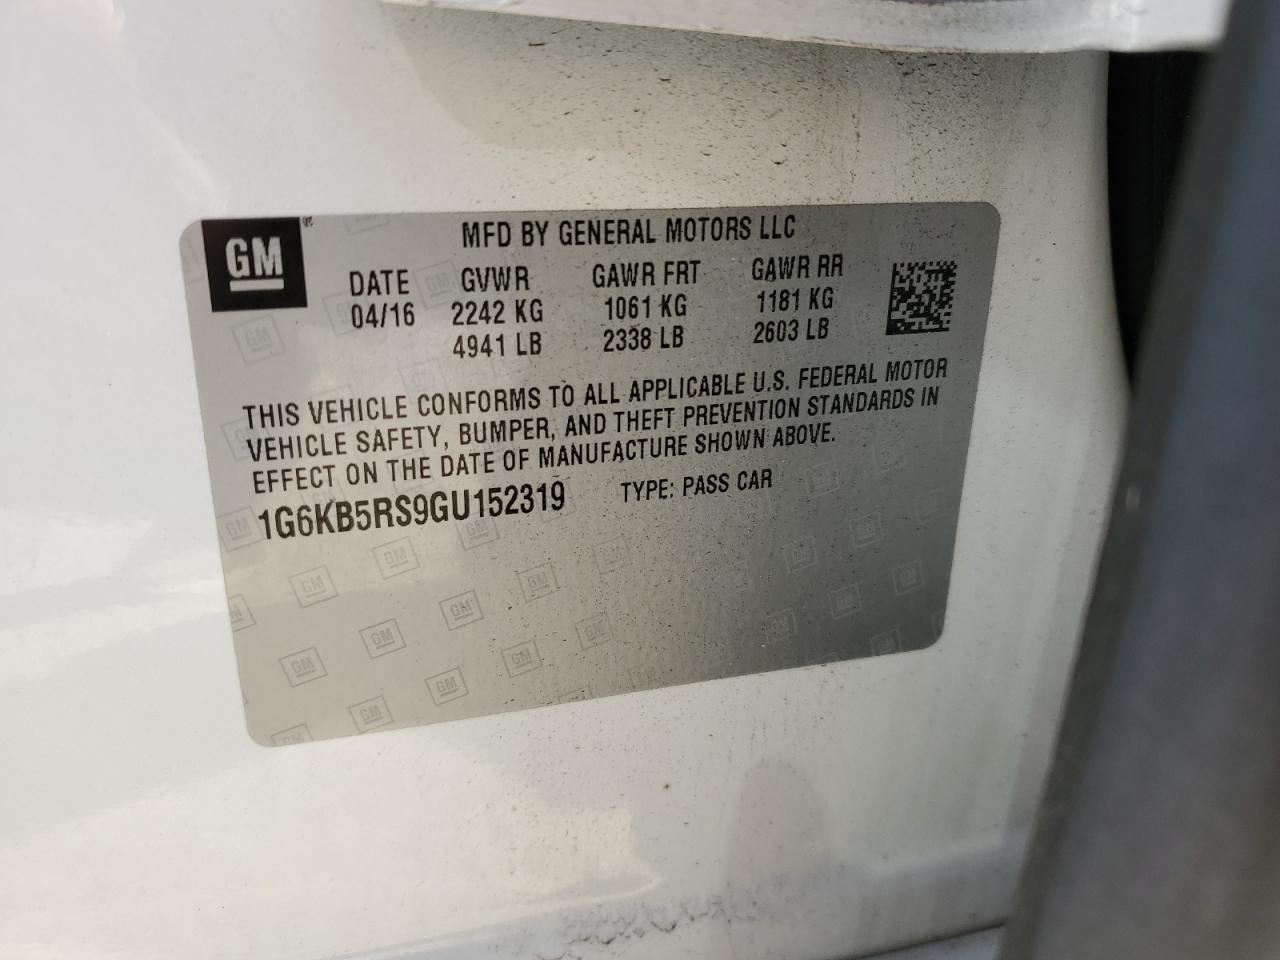 GM
MFD BY GENERAL MOTORS LLC
DATE GVWR GAWR FRT GAWR RR
04/16 2242 KG 1061 KG 1181 KG
4941 LB 2338 LB 2603 LB
THIS VEHICLE CONFORMS TO ALL APPLICABLE U.S. FEDERAL MOTOR
VEHICLE SAFETY, BUMPER, AND THEFT PREVENTION STANDARDS IN
EFFECT ON THE DATE OF MANUFACTURE SHOWN ABOVE.
1G6KB5RS9GU152319 TYPE: PASS CAR